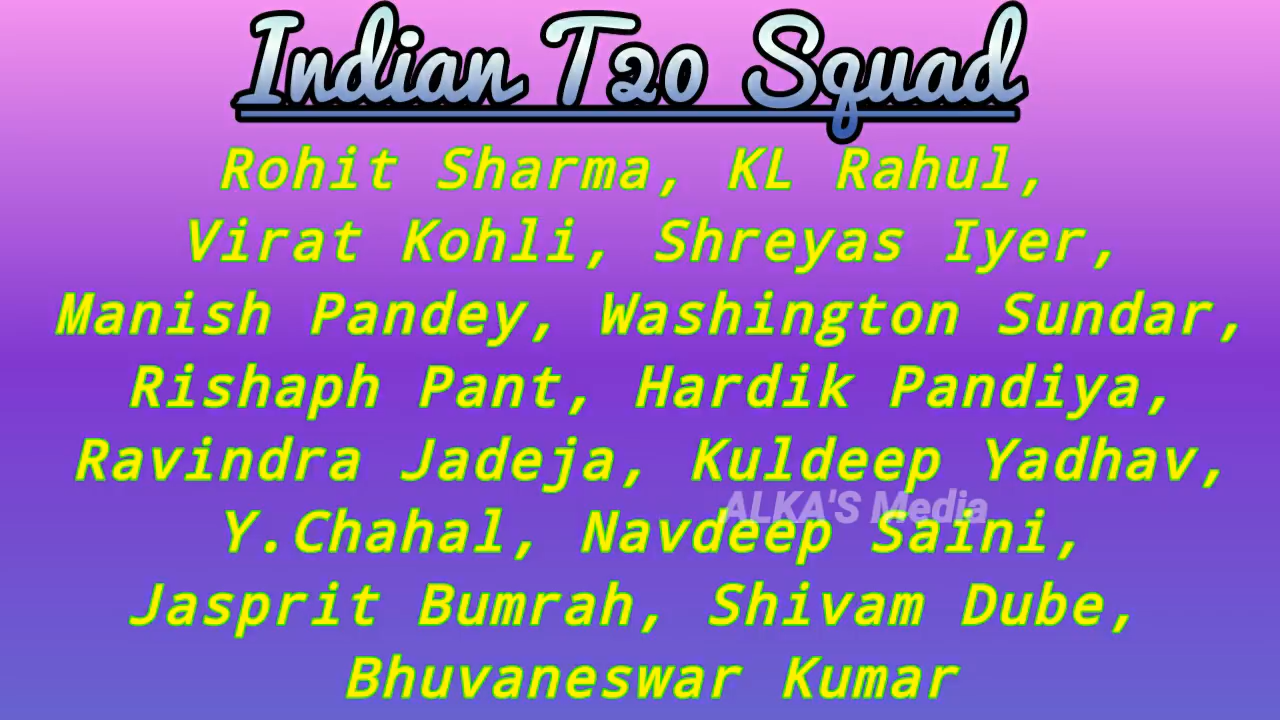 Indian T20 Squad
Rohit Sharma, KL Rahul,
Virat Kohli, Shreyas Iyer,
Manish Pandey, Washington Sundar,
Rishaph Pant, Hardik Pandiya,
Ravindra Jadeja, Kuldeep Yadhav,
ALKA'S Media
Y.Chahal, Navdeep Saini,
Jasprit Bumrah, Shivam Dube,
Bhuvaneswar Kumar